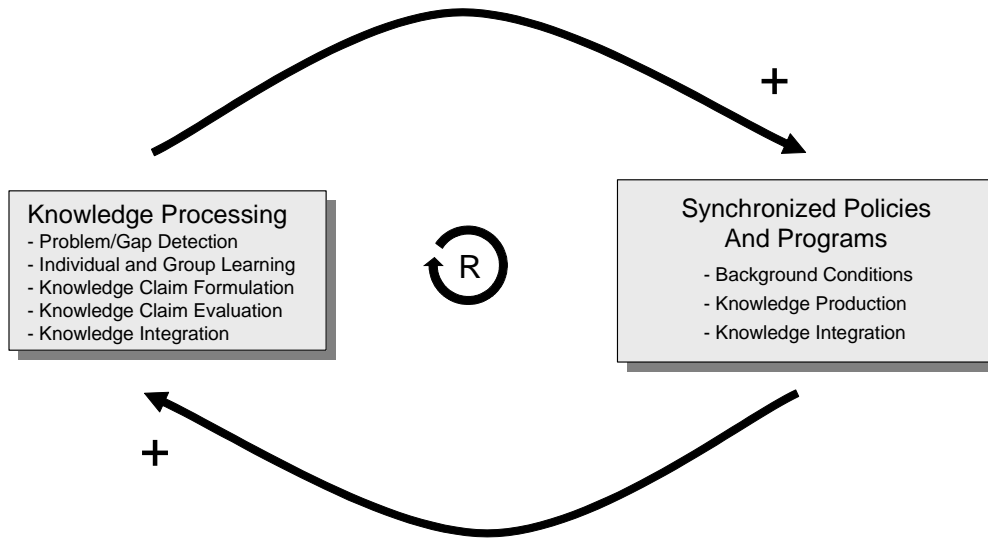 +
Knowledge Processing
- Problem/Gap Detection
- Individual and Group Learning
- Knowledge Claim Formulation
- Knowledge Claim Evaluation
- Knowledge Integration
R
Synchronized Policies
And Programs
- Background Conditions
- Knowledge Production
- Knowledge Integration
+